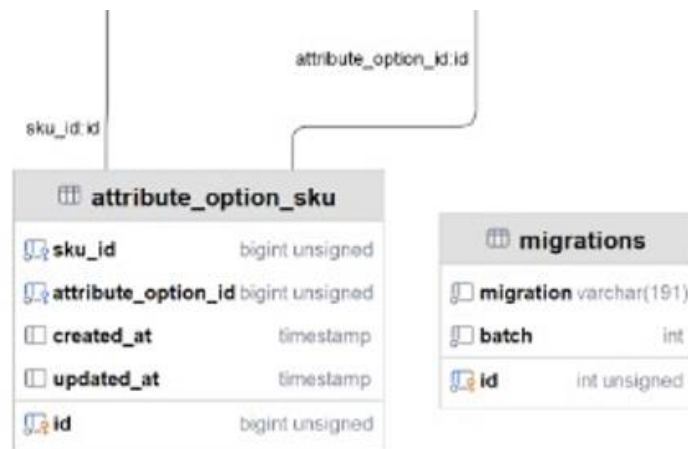 attribute_option_id:id
sku_id:id
attribute_option_sku
sku_id bigint unsigned
attribute_option_id bigint unsigned
created_at timestamp
updated_at timestamp
id bigint unsigned
migrations
migration varchar(191)
batch int
id int unsigned